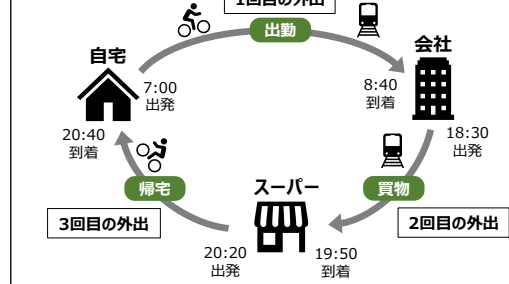 1回目の外出
出勤
自宅
会社
7:00
出発
8:40
到着
20:40
到着
18:30
出発
帰宅
スーパー
買物
3回目の外出
2回目の外出
20:20
出発
19:50
到着